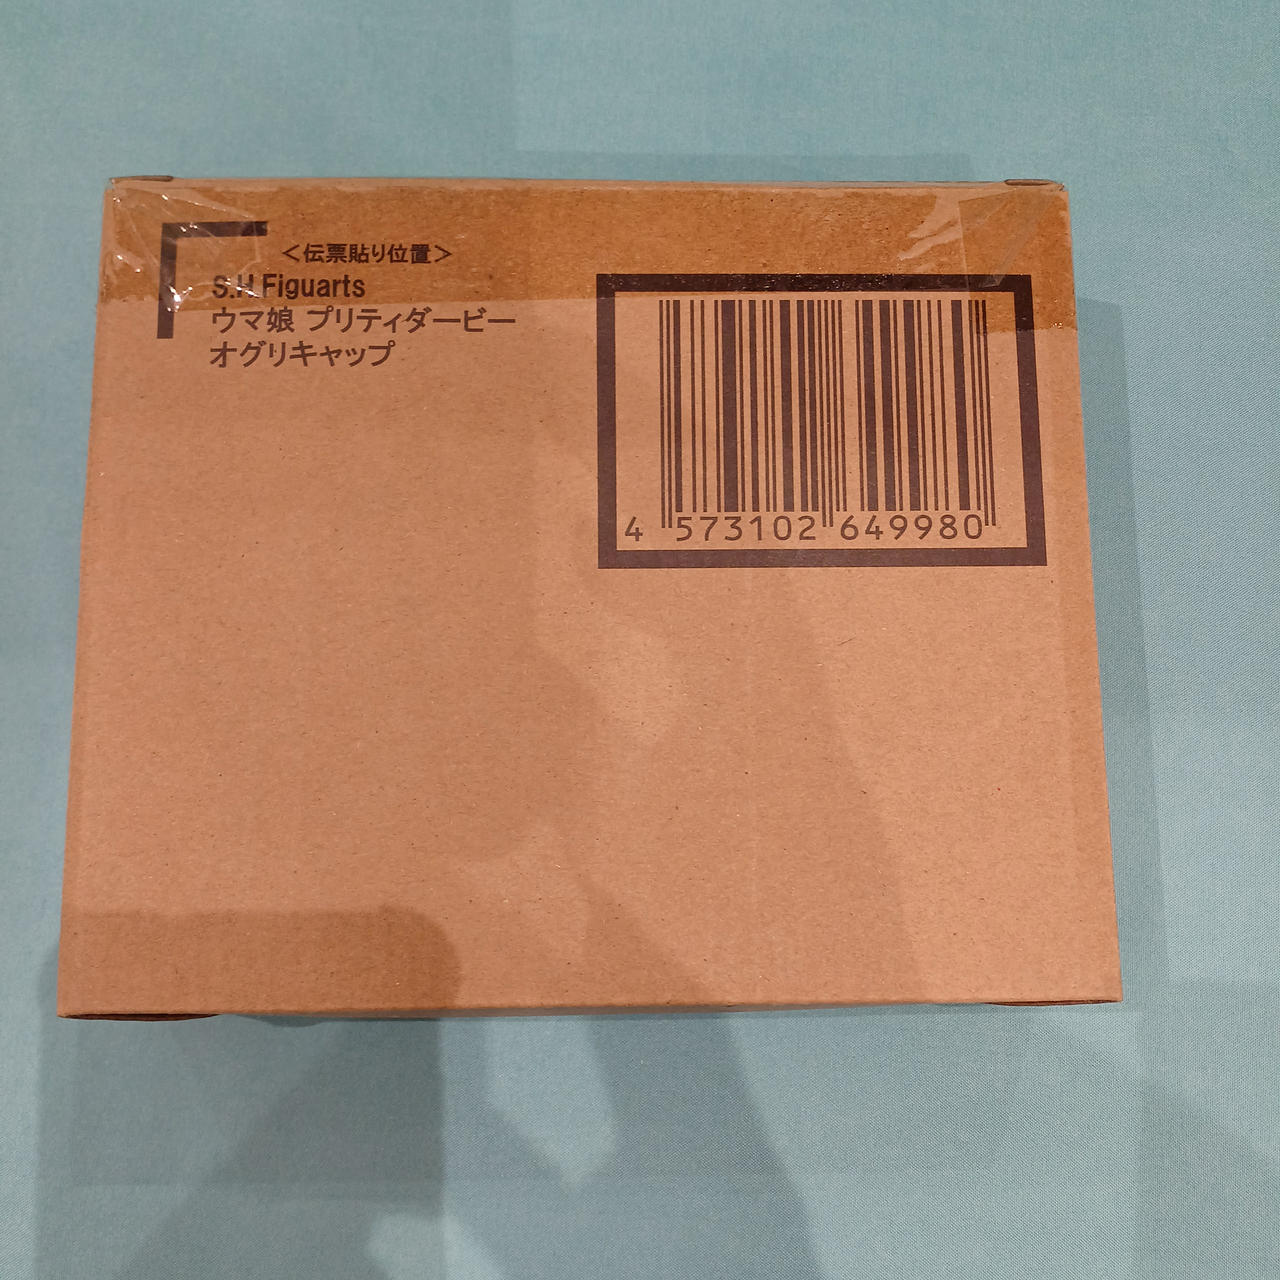 ＜伝票貼り位置＞
S.H.Figuarts
ウマ娘 プリティダービー
オグリキャップ
4 573102 649980